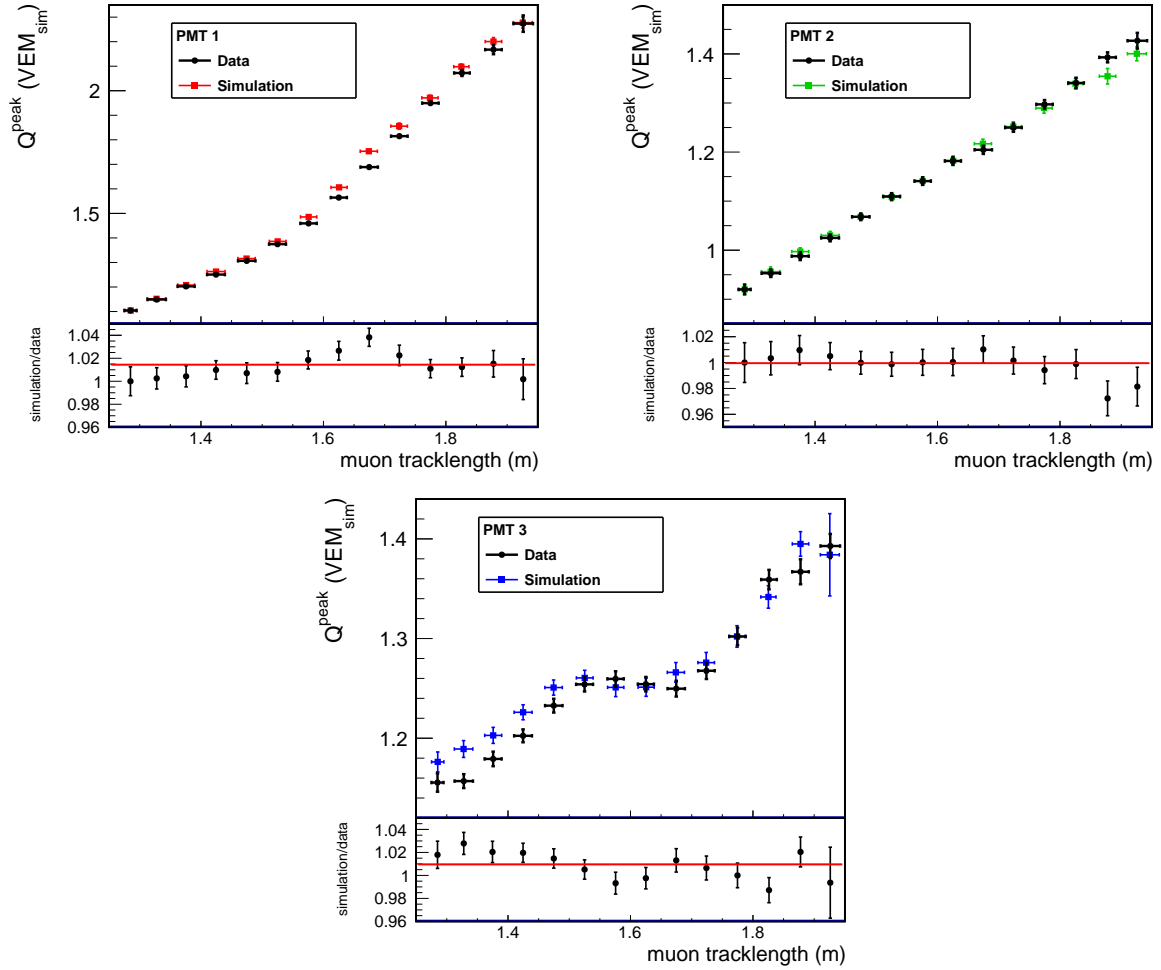 PMT 1
Data
Simulation
Q^peak (VEM_sim)
2
1.5
simulation/data
1.04
1.02
1
0.98
0.96
1.4 1.6 1.8
muon tracklength (m)
PMT 2
Data
Simulation
Q^peak (VEM_sim)
1.4
1.2
1
simulation/data
1.02
1
0.98
0.96
1.4 1.6 1.8
muon tracklength (m)
PMT 3
Data
Simulation
Q^peak (VEM_sim)
1.4
1.3
1.2
simulation/data
1.04
1.02
1
0.98
0.96
1.4 1.6 1.8
muon tracklength (m)